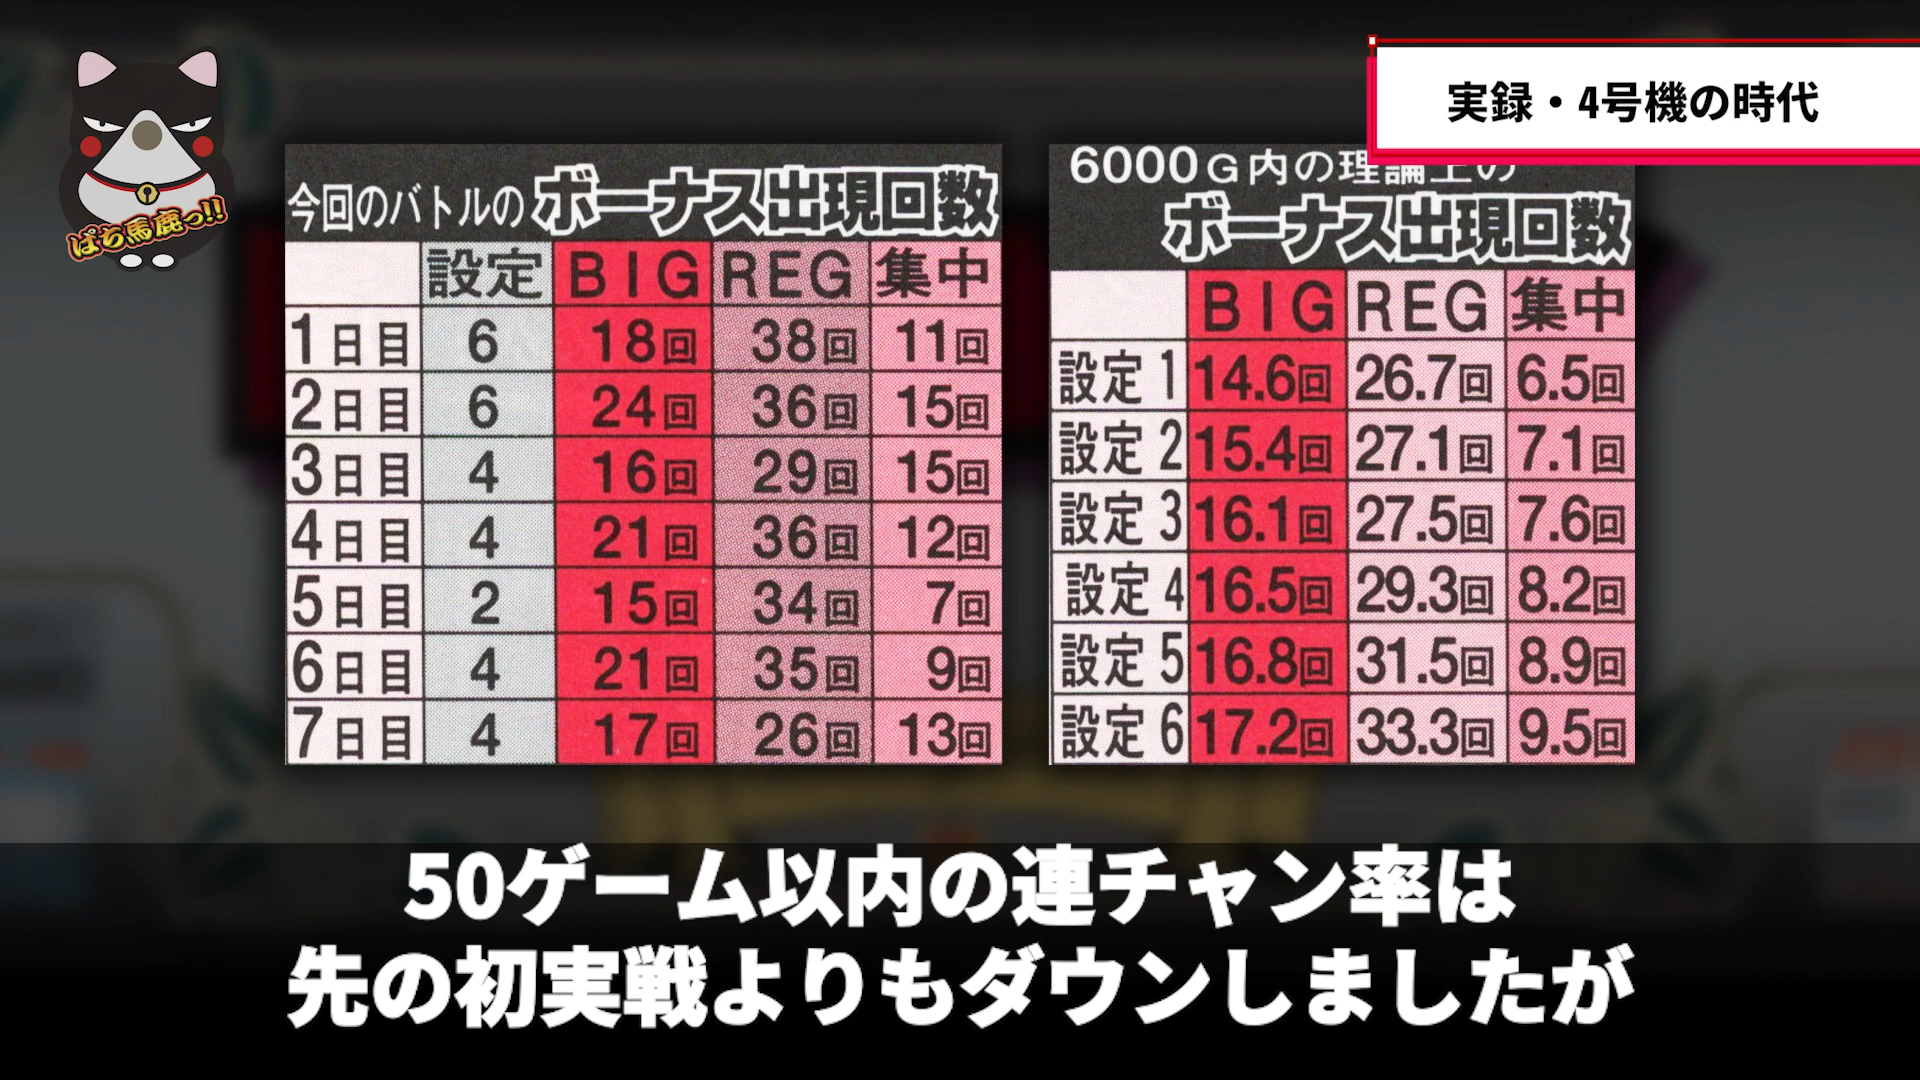 ぱち馬鹿っ!!
実録・4号機の時代
今回のバトルのボーナス出現回数
設定 BIG REG 集中
1日目 6 18回 38回 11回
2日目 6 24回 36回 15回
3日目 4 16回 29回 15回
4日目 4 21回 36回 12回
5日目 2 15回 34回 7回
6日目 4 21回 35回 9回
7日目 4 17回 26回 13回
6000G内の理論上の
ボーナス出現回数
BIG REG 集中
設定1 14.6回 26.7回 6.5回
設定2 15.4回 27.1回 7.1回
設定3 16.1回 27.5回 7.6回
設定4 16.5回 29.3回 8.2回
設定5 16.8回 31.5回 8.9回
設定6 17.2回 33.3回 9.5回
50ゲーム以内の連チャン率は
先の初実戦よりもダウンしましたが